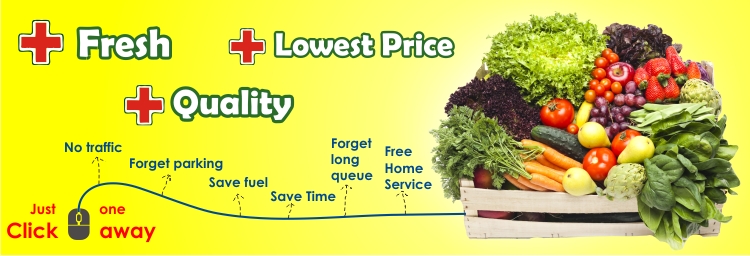 Fresh
Lowest Price
Quality
No traffic
Forget parking
Save fuel
Save Time
Forget
long
queue
Free
Home
Service
Just one
Click away